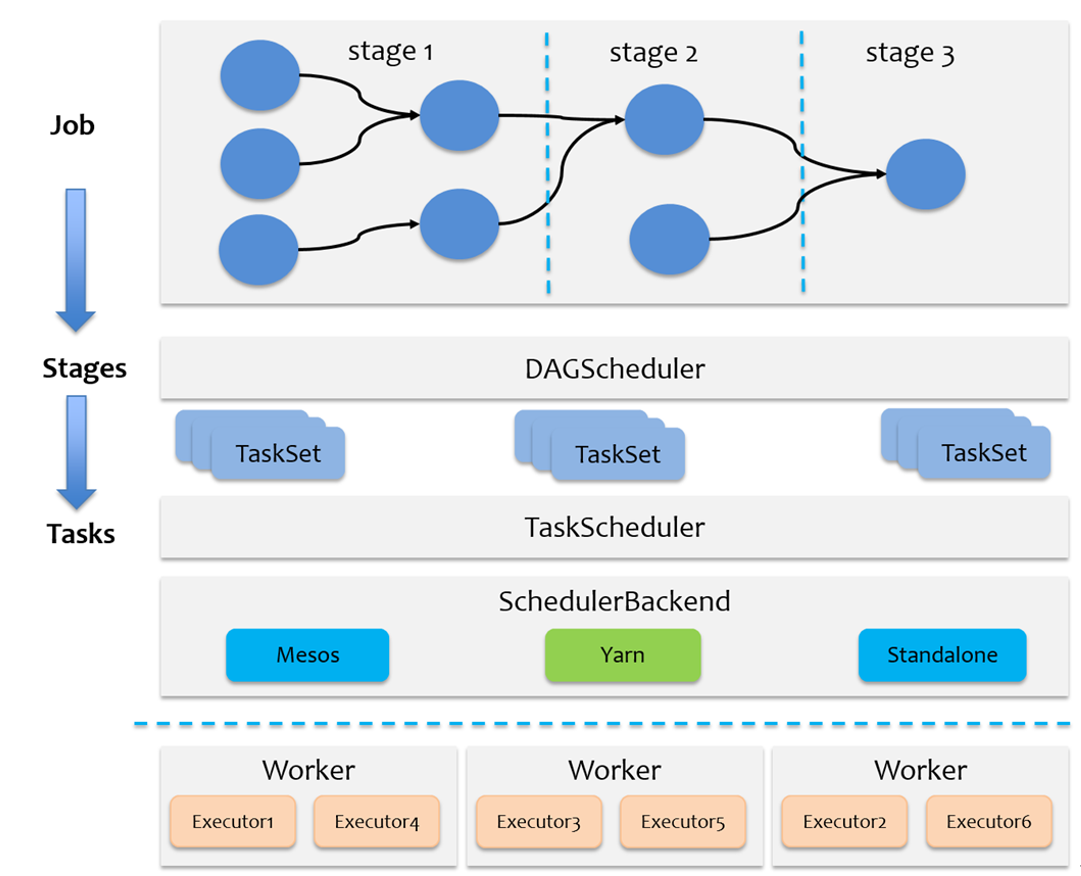 stage 1
stage 2
stage 3
Job
Stages
DAGScheduler
TaskSet
TaskSet
TaskSet
Tasks
TaskScheduler
SchedulerBackend
Mesos
Yarn
Standalone
Worker
Worker
Worker
Executor1
Executor4
Executor3
Executor5
Executor2
Executor6